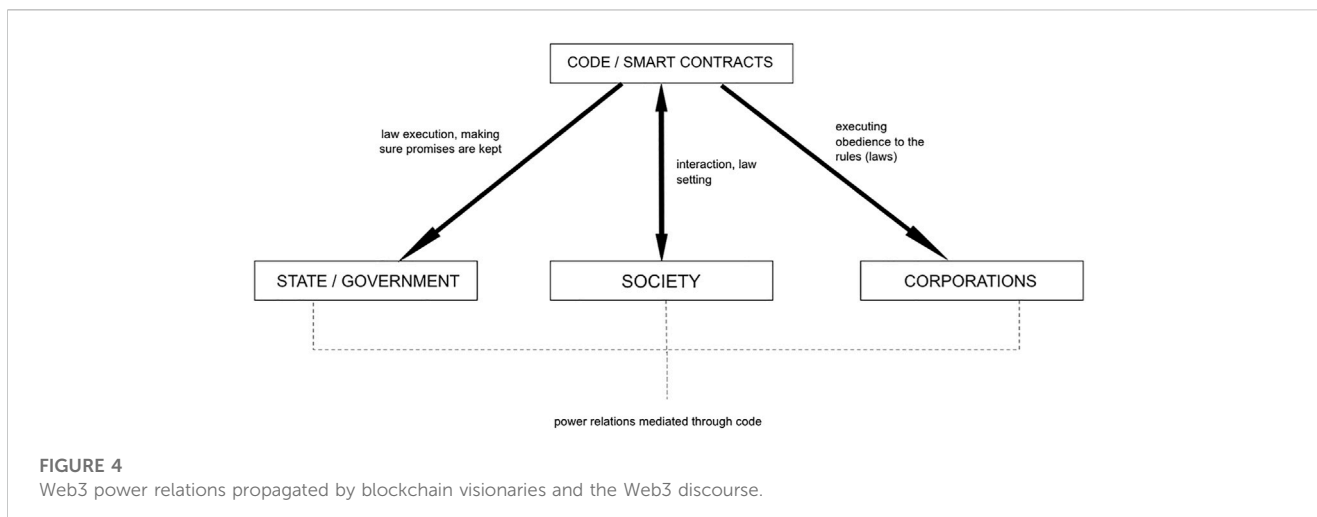 CODE / SMART CONTRACTS
law execution, making
sure promises are kept
interaction, law
setting
executing
obedience to the
rules (laws)
STATE / GOVERNMENT
SOCIETY
CORPORATIONS
power relations mediated through code
FIGURE 4
Web3 power relations propagated by blockchain visionaries and the Web3 discourse.